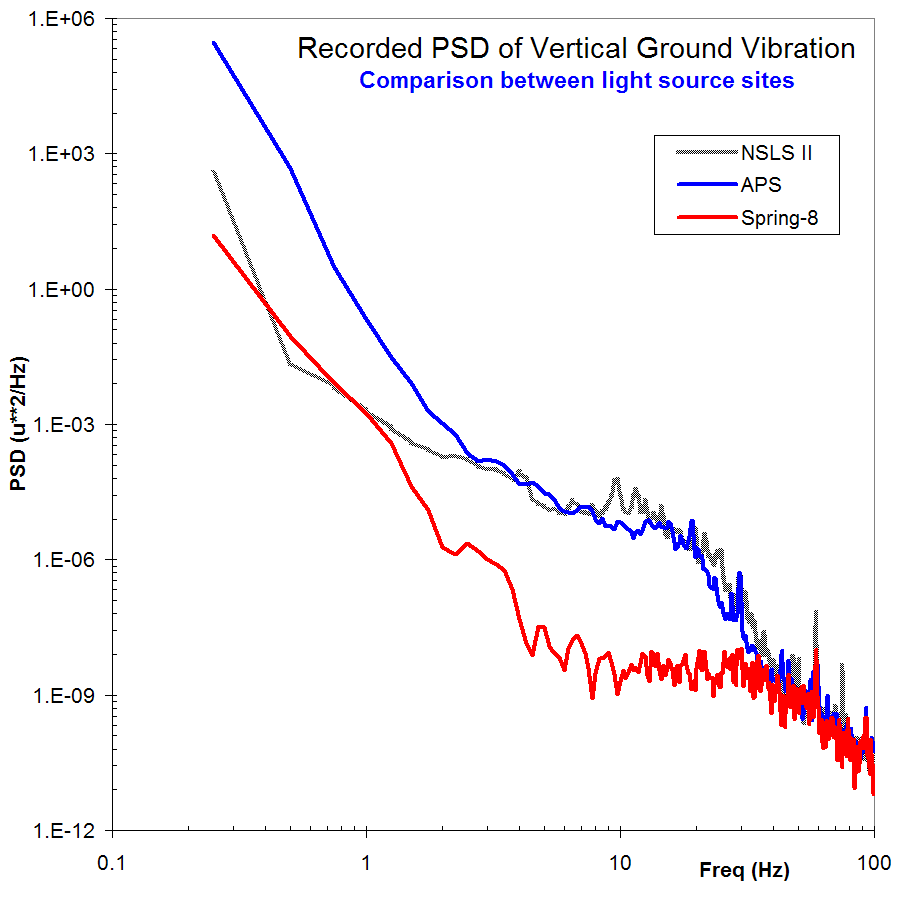 Recorded PSD of Vertical Ground Vibration
Comparison between light source sites
NSLS II
APS
Spring-8
PSD (u**2/Hz)
1.E+06
1.E+03
1.E+00
1.E-03
1.E-06
1.E-09
1.E-12
0.1
1
10
100
Freq (Hz)